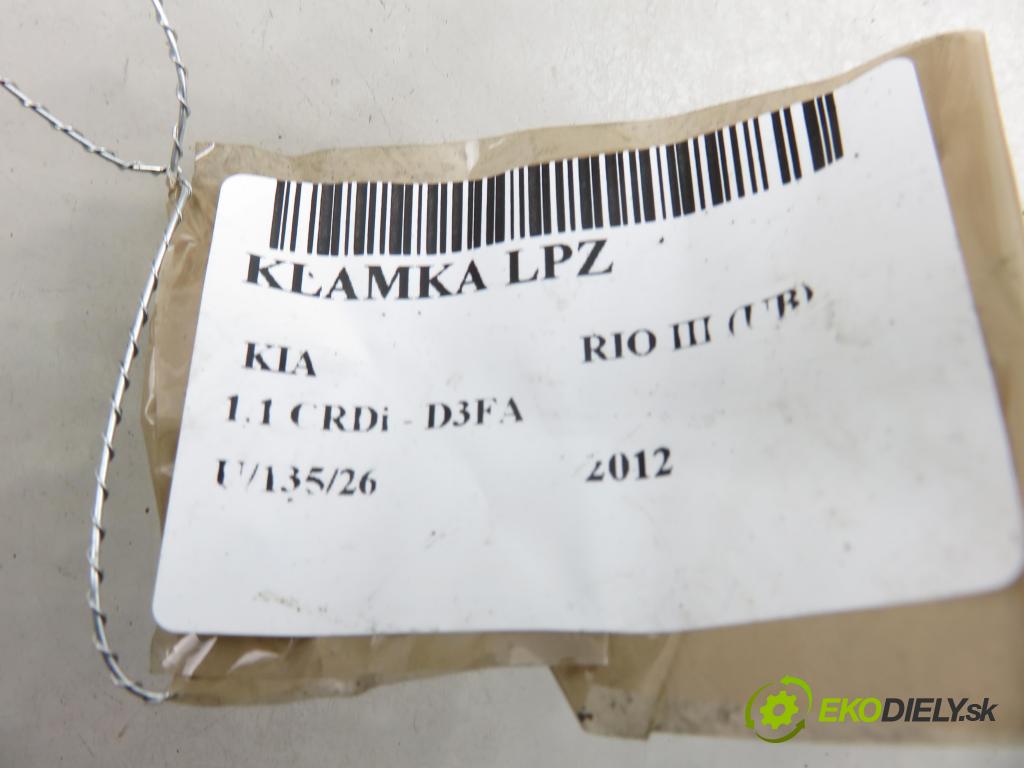 KŁAMKA LPZ
KIA RIO III (UB)
1.1 CRDi - D3FA
U/135/26 2012
EKODIELY.sk